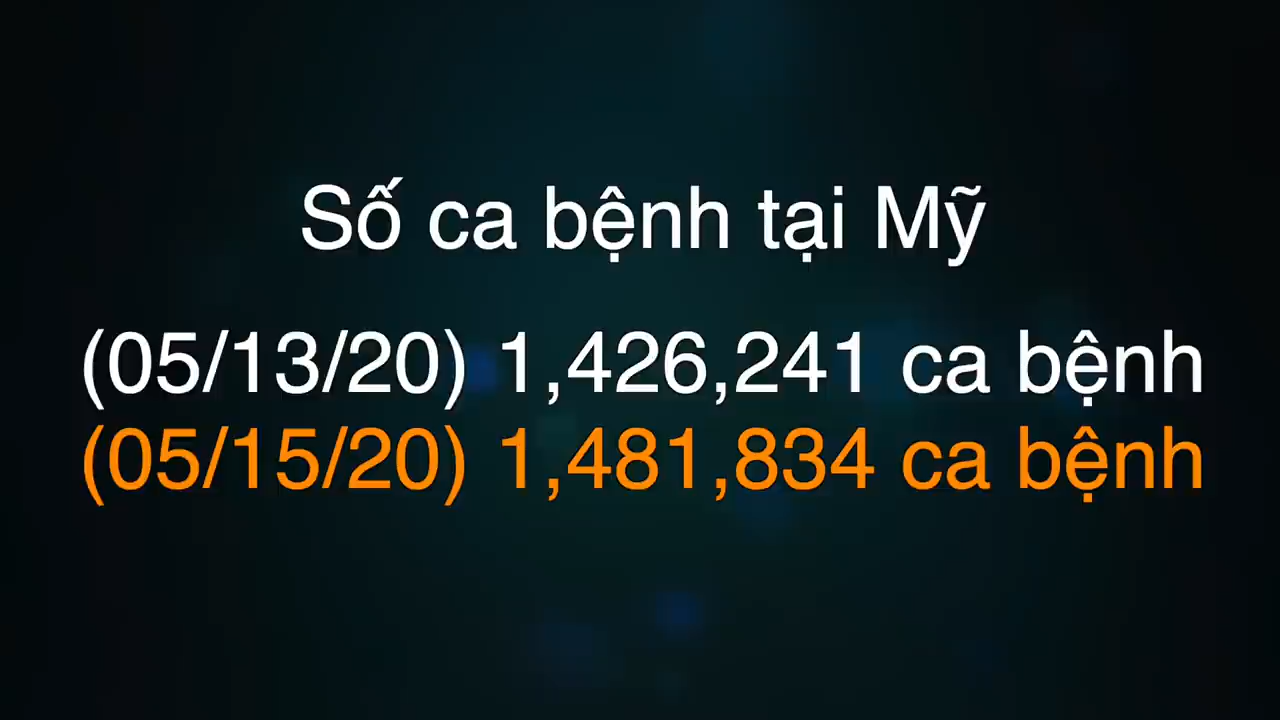 Số ca bệnh tại Mỹ
(05/13/20) 1,426,241 ca bệnh
(05/15/20) 1,481,834 ca bệnh